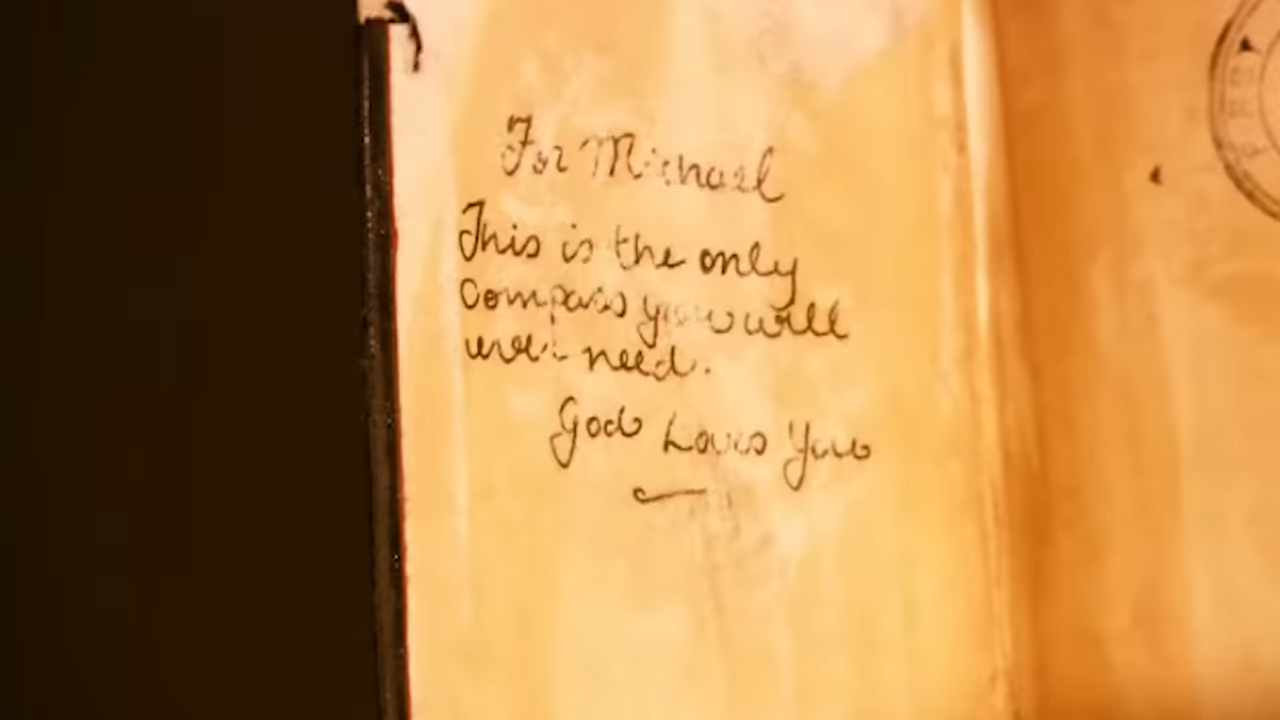 For Michael
This is the only
Compass you will
ever need.
God Loves You